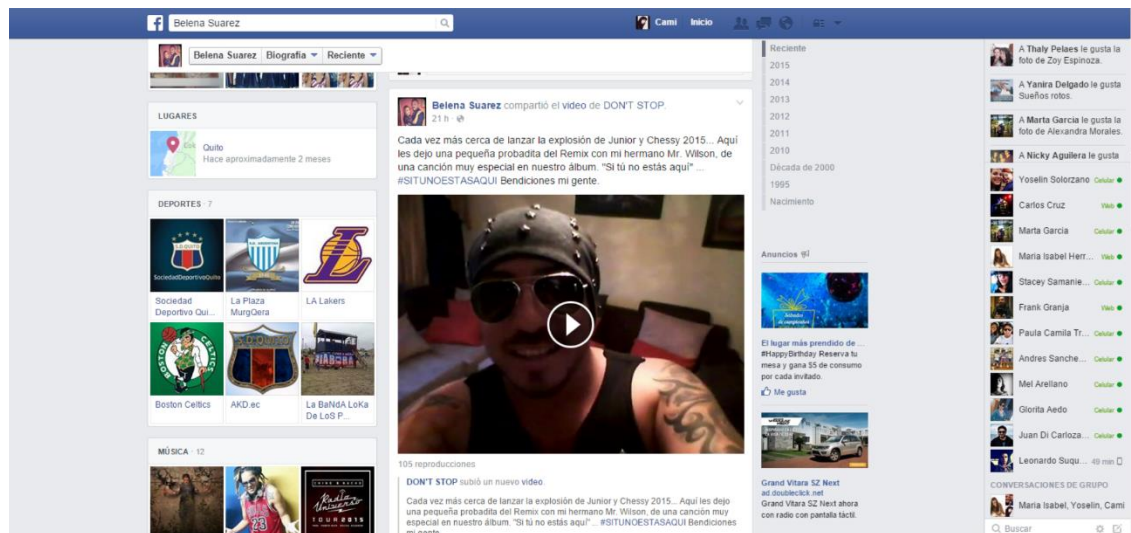 Belena Suarez
Cami Inicio
Belena Suarez Biografía Reciente
LUGARES
Quito
Hace aproximadamente 2 meses
DEPORTES · 7
SociedadDeportivoQuito
Sociedad
Deportivo Qui...
La Plaza
MurgQera
LA Lakers
BOSTON
CELTICS
Boston Celtics
AKD.ec
La BaNdA LoKa
De LoS P...
MÚSICA · 12
23
Radio
Universo
TOUR 2015
Belena Suarez compartió el video de DON'T STOP.
21 h ·
Cada vez más cerca de lanzar la explosión de Junior y Chessy 2015... Aquí
les dejo una pequeña probadita del Remix con mi hermano Mr. Wilson, de
una canción muy especial en nuestro álbum. "Si tú no estás aquí" ...
#SITUNOESTASAQUI Bendiciones mi gente.
105 reproducciones
DON'T STOP subió un nuevo video.
Cada vez más cerca de lanzar la explosión de Junior y Chessy 2015... Aquí les dejo
una pequeña probadita del Remix con mi hermano Mr. Wilson, de una canción muy
especial en nuestro álbum. "Si tú no estás aquí" ... #SITUNOESTASAQUI Bendiciones
mi gente.
Reciente
2015
2014
2013
2012
2011
2010
Década de 2000
1995
Nacimiento
Anuncios
El lugar más prendido de ...
#HappyBirthday Reserva tu
mesa y gana $5 de consumo
por cada invitado.
Me gusta
Grand Vitara SZ Next
ad.doubleclick.net
Grand Vitara SZ Next ahora
con radio con pantalla táctil.
A Thaly Pelaes le gusta la
foto de Zoy Espinoza.
A Yanira Delgado le gusta
Sueños rotos.
A Marta Garcia le gusta la
foto de Alexandra Morales.
A Nicky Aguilera le gusta
Yoselin Solorzano Celular
Carlos Cruz Web
Marta Garcia Celular
Maria Isabel Herr... Web
Stacey Samanie... Celular
Frank Granja Web
Paula Camila Tr... Celular
Andres Sanche... Celular
Mel Arellano Celular
Glorita Aedo Celular
Juan Di Carloza... Celular
Leonardo Suqu... 49 min
CONVERSACIONES DE GRUPO
Maria Isabel, Yoselin, Cami
Buscar